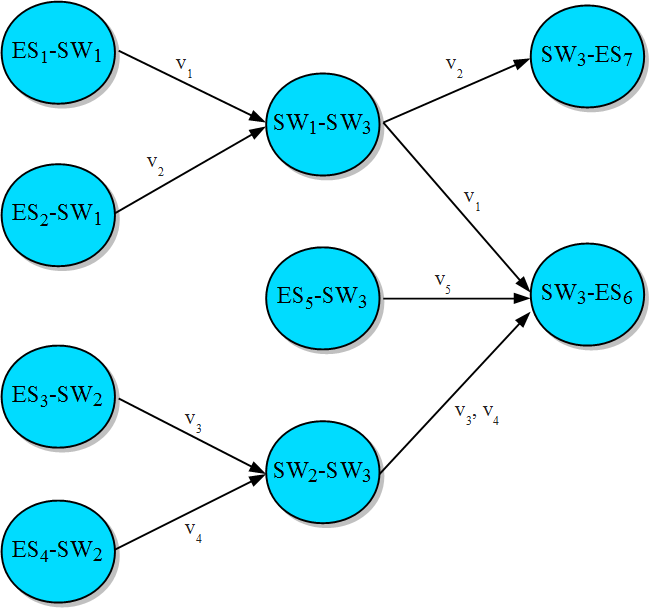 ES1-SW1
v1
SW3-ES7
v2
SW1-SW3
v2
ES2-SW1
v1
ES5-SW3
v5
SW3-ES6
ES3-SW2
v3
v3, v4
SW2-SW3
v4
ES4-SW2